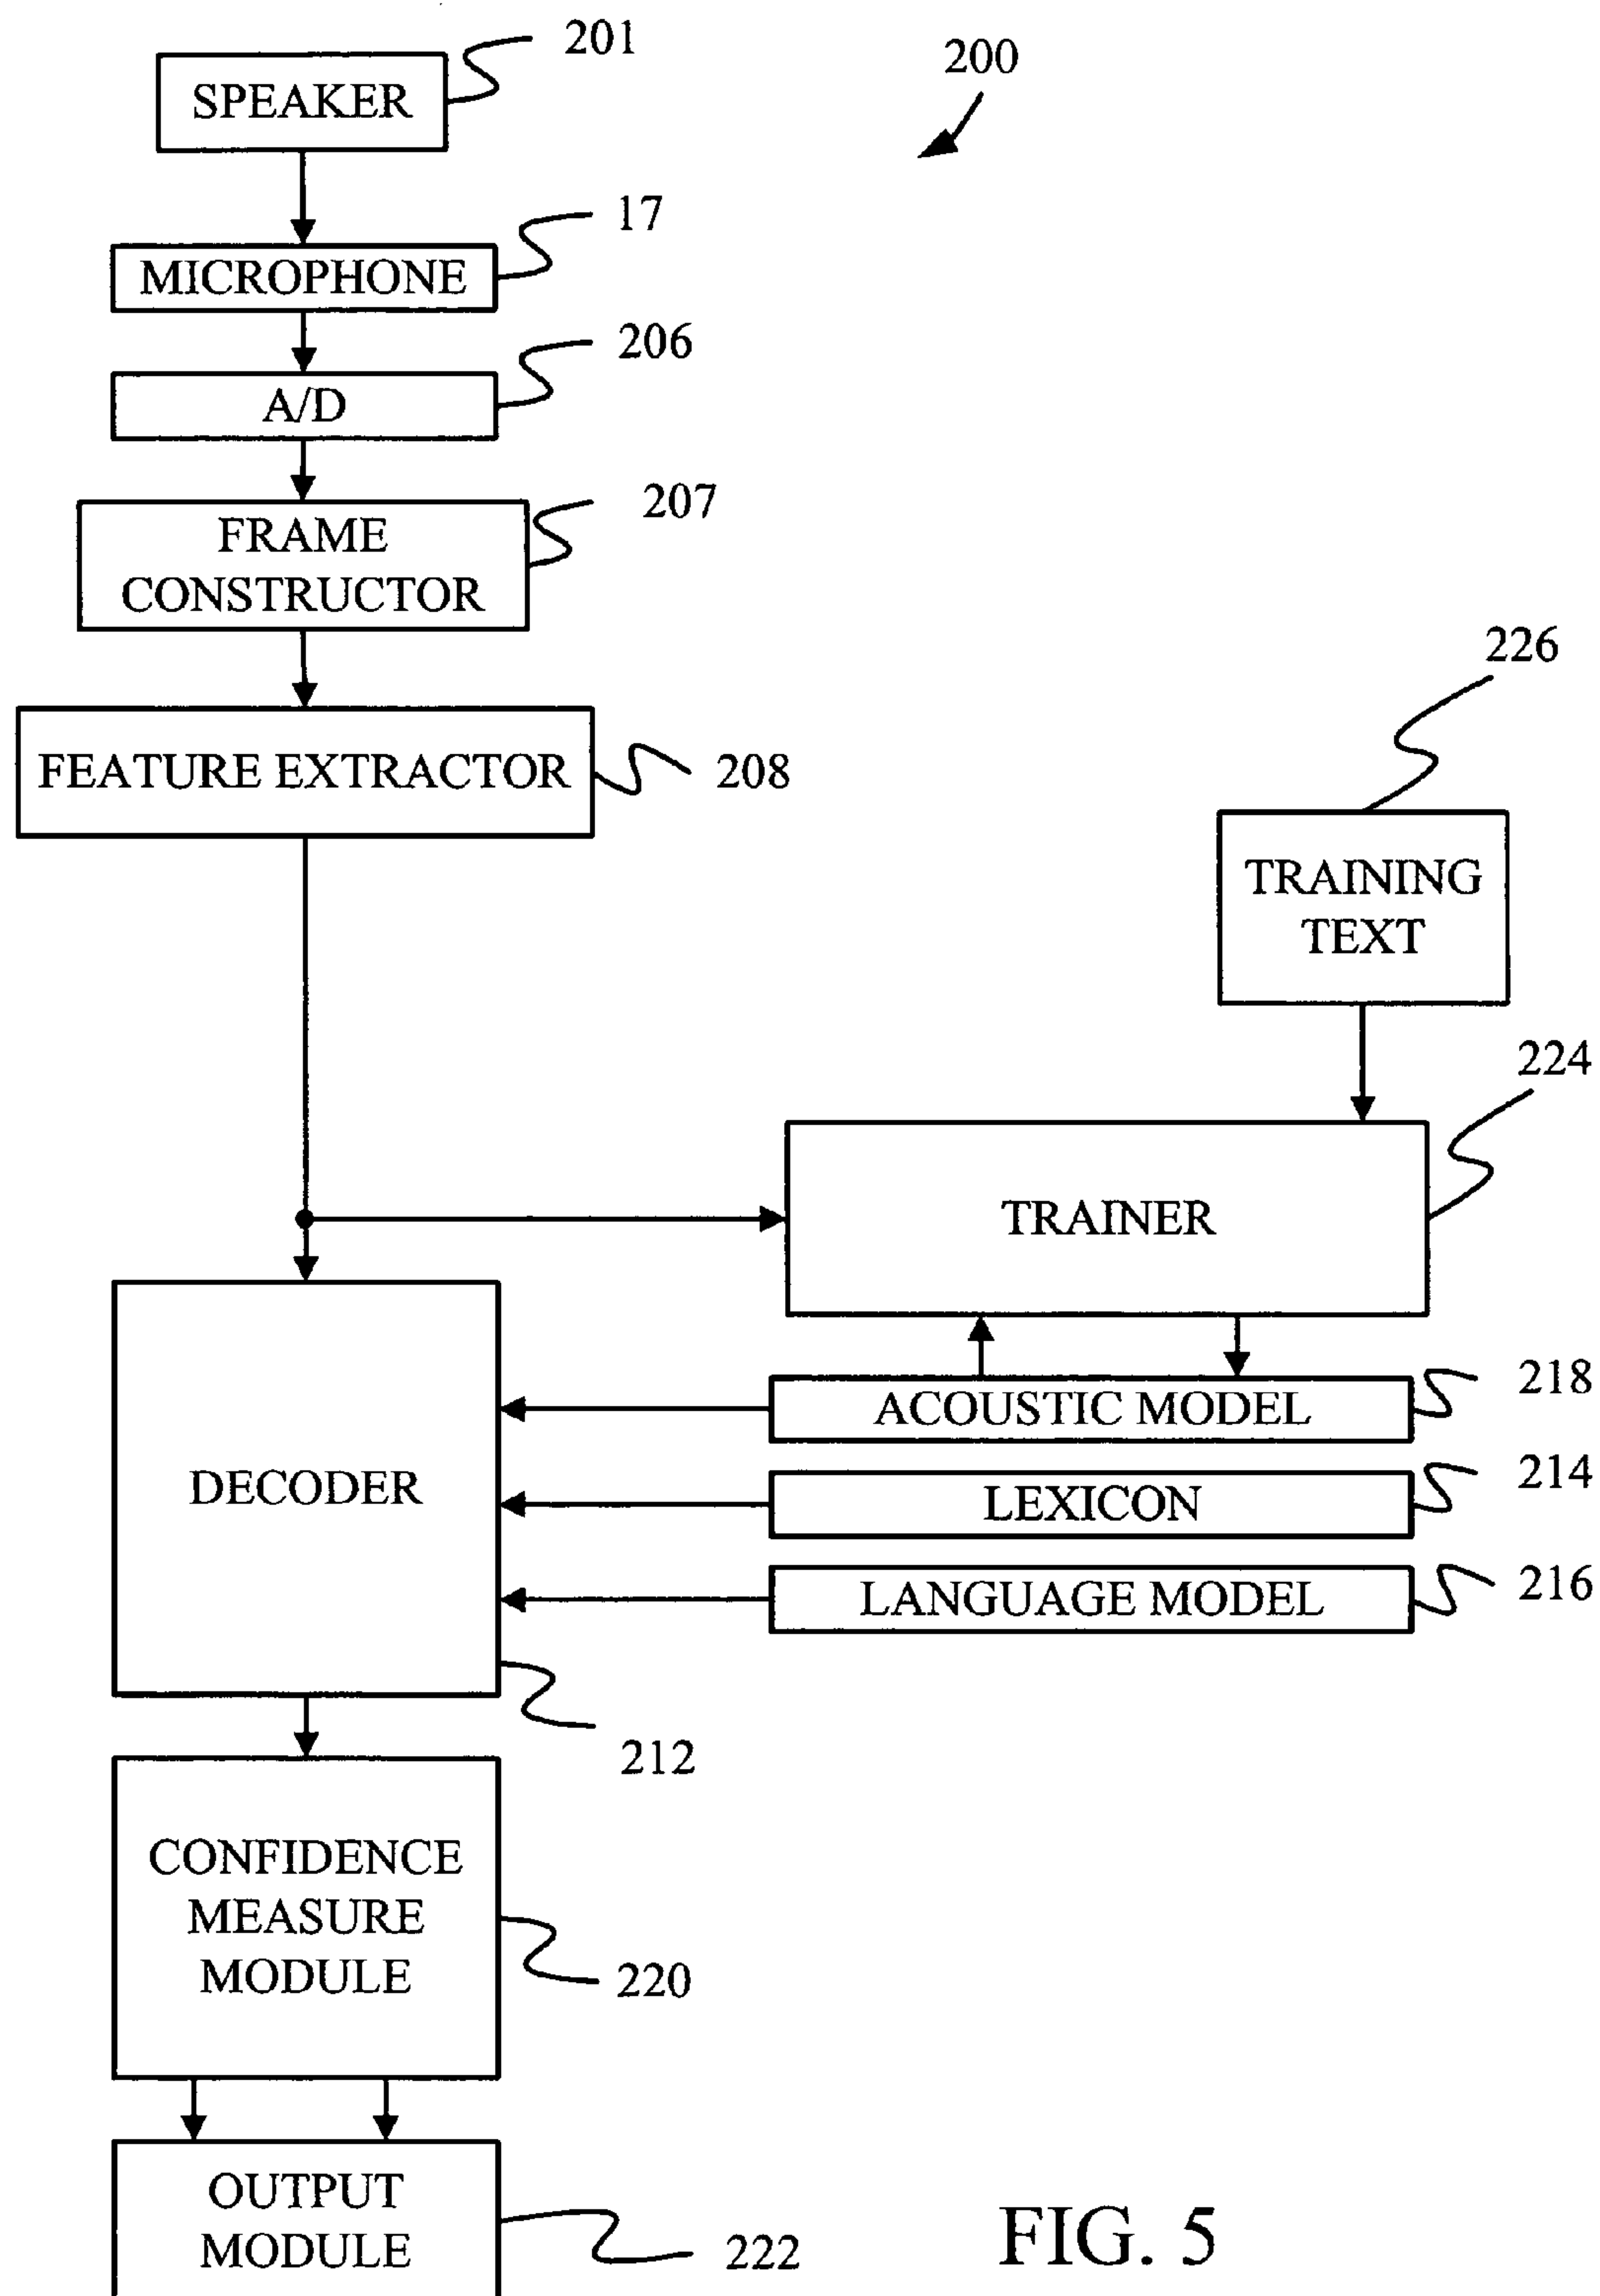 201
200
SPEAKER
17
MICROPHONE
206
A/D
207
FRAME
CONSTRUCTOR
226
FEATURE EXTRACTOR
208
TRAINING
TEXT
224
TRAINER
218
ACOUSTIC MODEL
214
LEXICON
DECODER
216
LANGUAGE MODEL
212
CONFIDENCE
MEASURE
MODULE
220
OUTPUT
MODULE
222
FIG. 5